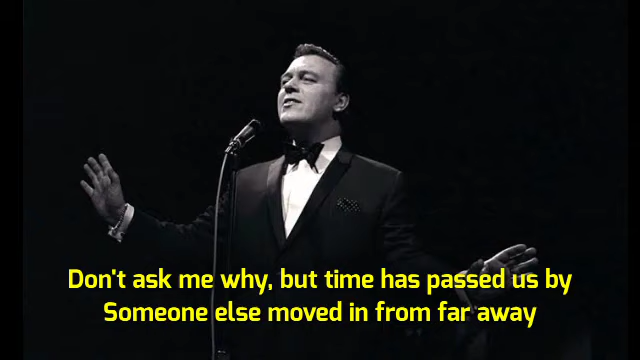 Don't ask me why, but time has passed us by
Someone else moved in from far away